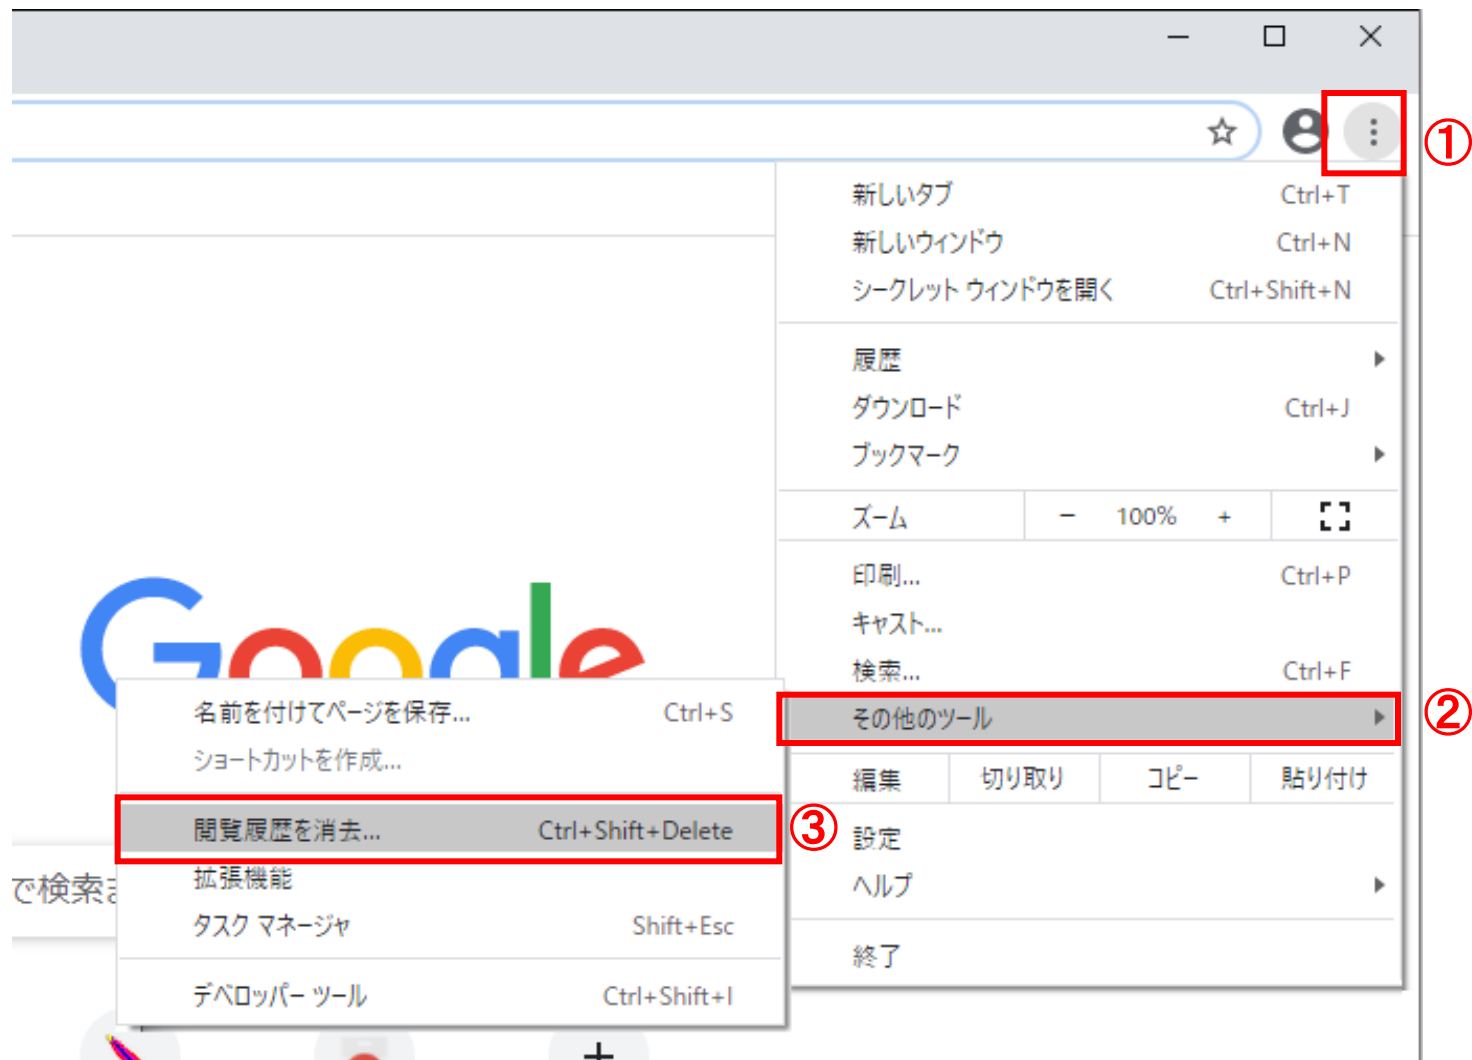 ①
新しいタブ Ctrl+T
新しいウィンドウ Ctrl+N
シークレット ウィンドウを開く Ctrl+Shift+N
履歴
ダウンロード Ctrl+J
ブックマーク
ズーム − 100% +
印刷... Ctrl+P
キャスト...
検索... Ctrl+F
その他のツール
②
編集 切り取り コピー 貼り付け
設定
ヘルプ
終了
Google
名前を付けてページを保存... Ctrl+S
ショートカットを作成...
閲覧履歴を消去... Ctrl+Shift+Delete
③
拡張機能
タスク マネージャ Shift+Esc
デベロッパー ツール Ctrl+Shift+I
で検索